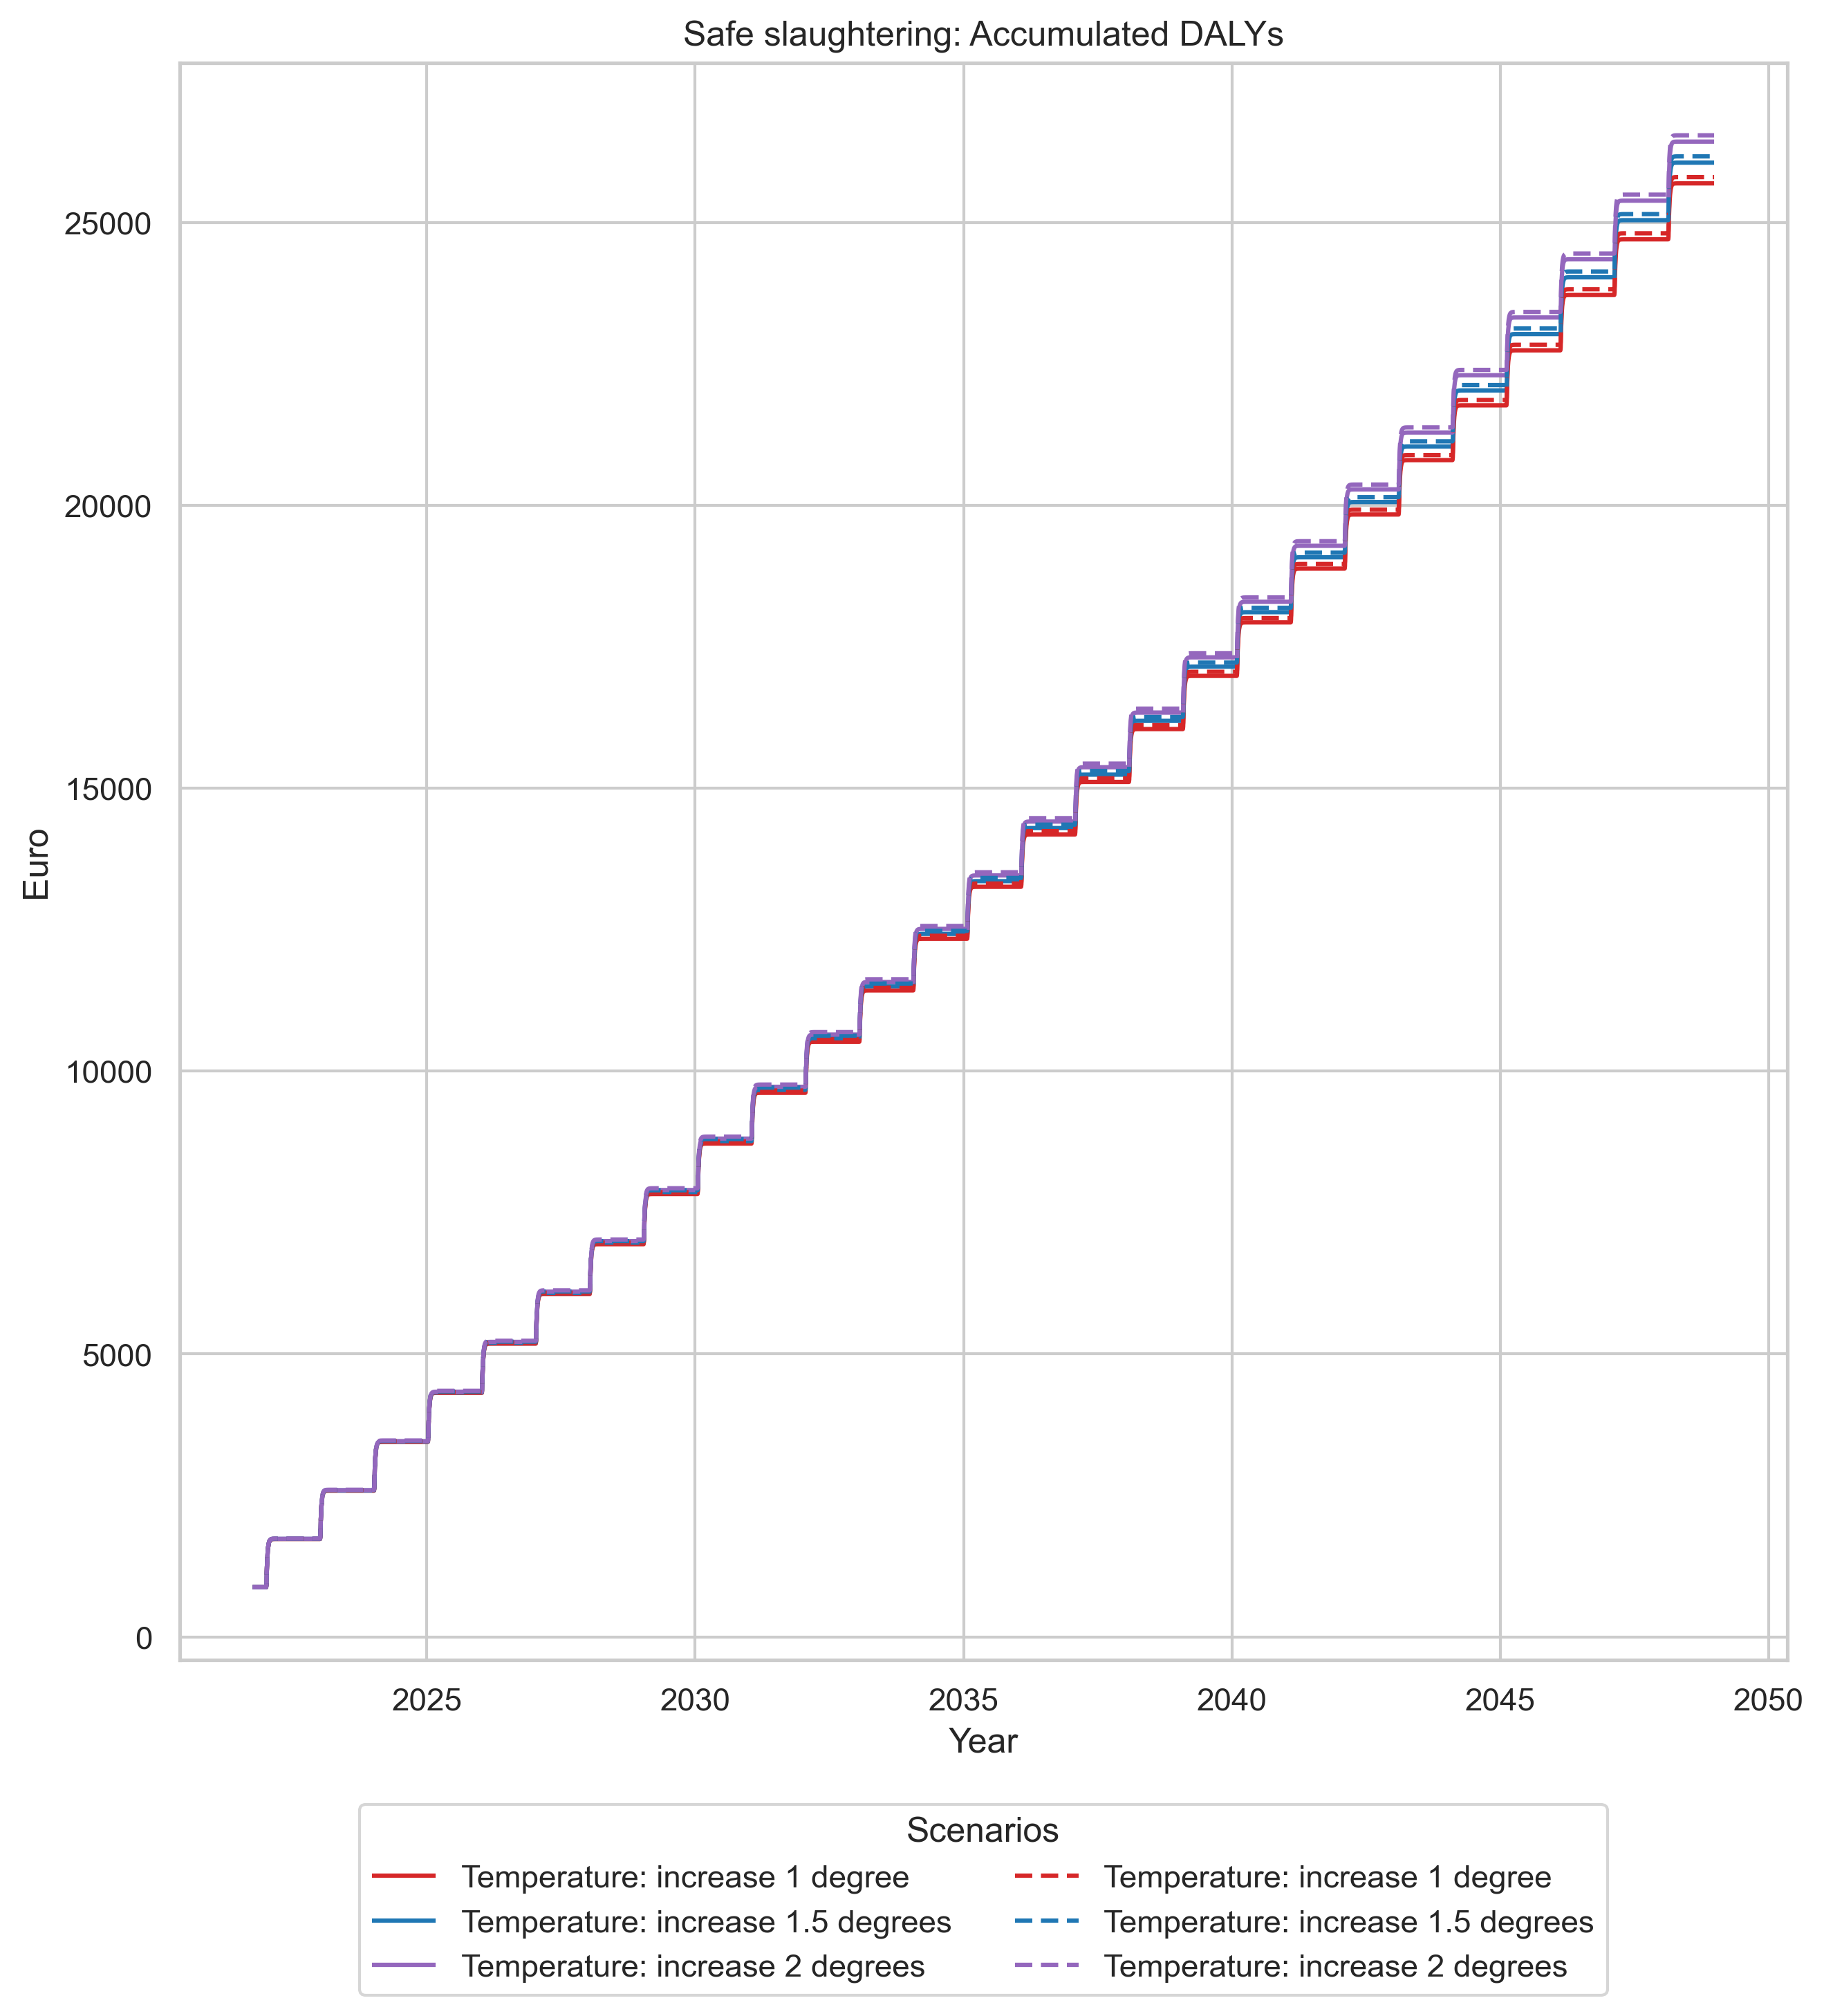 Safe slaughtering: Accumulated DALYs
25000
20000
15000
10000
5000
0
Euro
2025 2030 2035 2040 2045 2050
Year
Scenarios
Temperature: increase 1 degree Temperature: increase 1 degree
Temperature: increase 1.5 degrees Temperature: increase 1.5 degrees
Temperature: increase 2 degrees Temperature: increase 2 degrees